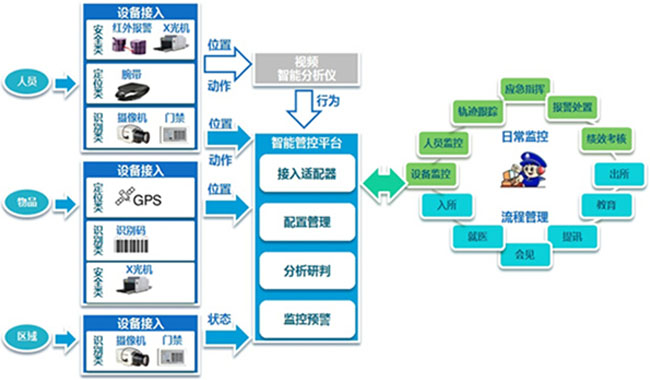 人员
设备接入
安全类
红外报警
X光机
定位类
腕带
识别类
摄像机
门禁
位置
动作
位置
动作
视频
智能分析仪
行为
物品
设备接入
定位类
GPS
识别类
识别码
安全类
X光机
位置
区域
设备接入
识别类
摄像机
门禁
状态
智能管控平台
接入适配器
配置管理
分析研判
监控预警
应急指挥
轨迹跟踪
报警处置
人员监控
日常监控
绩效考核
设备监控
出所
入所
流程管理
教育
就医
提讯
会见